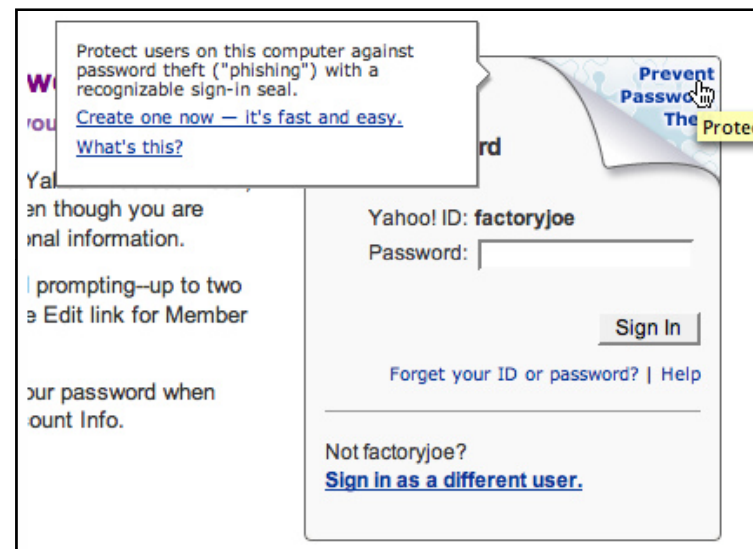 Protect users on this computer against
password theft ("phishing") with a
recognizable sign-in seal.
Create one now — it's fast and easy.
What's this?
Prevent
The
en though you are
onal information.
prompting--up to two
e Edit link for Member
our password when
ount Info.
rd
Yahoo! ID: factoryjoe
Password:
Sign In
Forget your ID or password? | Help
Not factoryjoe?
Sign in as a different user.